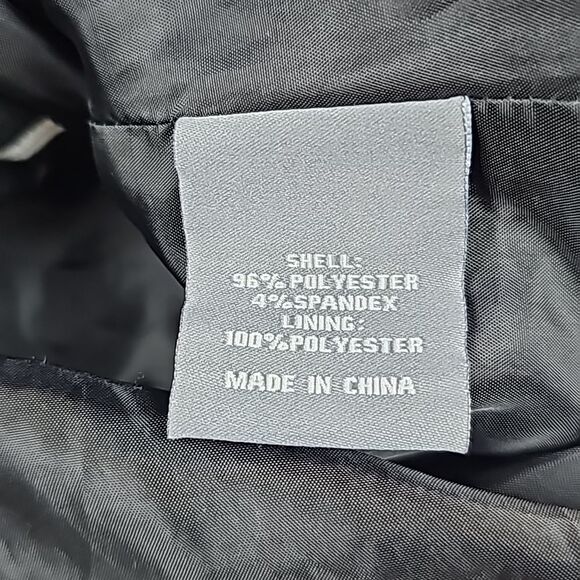 SHELL:
96% POLYESTER
4%SPANDEX
LINING:
100%POLYESTER
MADE IN CHINA